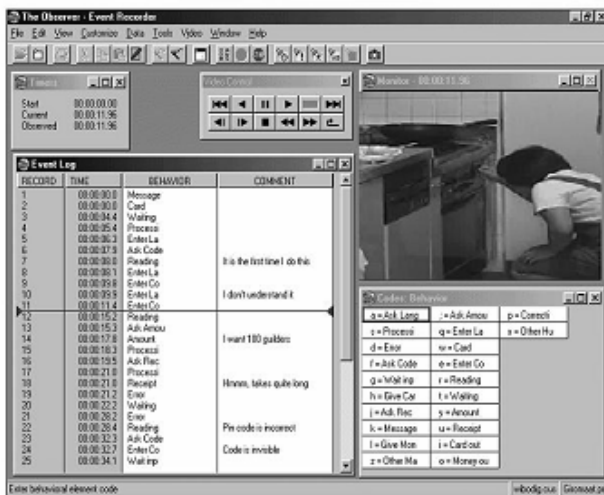 The Observer - Event Recorder
File Edit View Customize Data Tools Video Window Help
Timers
Start 00:00:00.00
Current 00:00:11.96
Observed 00:00:11.96
Video Control
Monitor - 00:00:11.96
Event Log
RECORD TIME BEHAVIOR COMMENT
1 00:00:00.0 Message
2 00:00:00.0 Card
3 00:00:04.4 Waiting
4 00:00:05.4 Processi
5 00:00:06.3 Enter La
6 00:00:07.9 Ask Code
7 00:00:08.0 Reading It is the first time I do this
8 00:00:08.1 Enter La
9 00:00:09.8 Enter Co
10 00:00:09.9 Enter La I don't understand it
11 00:00:11.4 Enter Co
12 00:00:15.2 Reading
13 00:00:15.3 Ask Amou
14 00:00:17.8 Amount I want 100 guilders
15 00:00:18.3 Processi
16 00:00:19.5 Ask Rec
17 00:00:21.0 Processi
18 00:00:21.0 Receipt Hmmm, takes quite long
19 00:00:21.2 Error
20 00:00:22.2 Waiting
21 00:00:28.2 Error
22 00:00:28.4 Reading Pin code is incorrect
23 00:00:32.3 Ask Code
24 00:00:32.7 Enter Co Code is invisible
25 00:00:34.1 Wait inp
Codes: Behavior
a = Ask Lang : = Ask Amou p = Correcti
c = Processi q = Enter La x = Other Hu
d = Error w = Card
f = Ask Code e = Enter Co
g = Wait inp r = Reading
h = Give Car t = Waiting
j = Ask Rec y = Amount
k = Message u = Receipt
l = Give Mon i = Card out
z = Other Ma o = Money ou
Enter behavioral element code